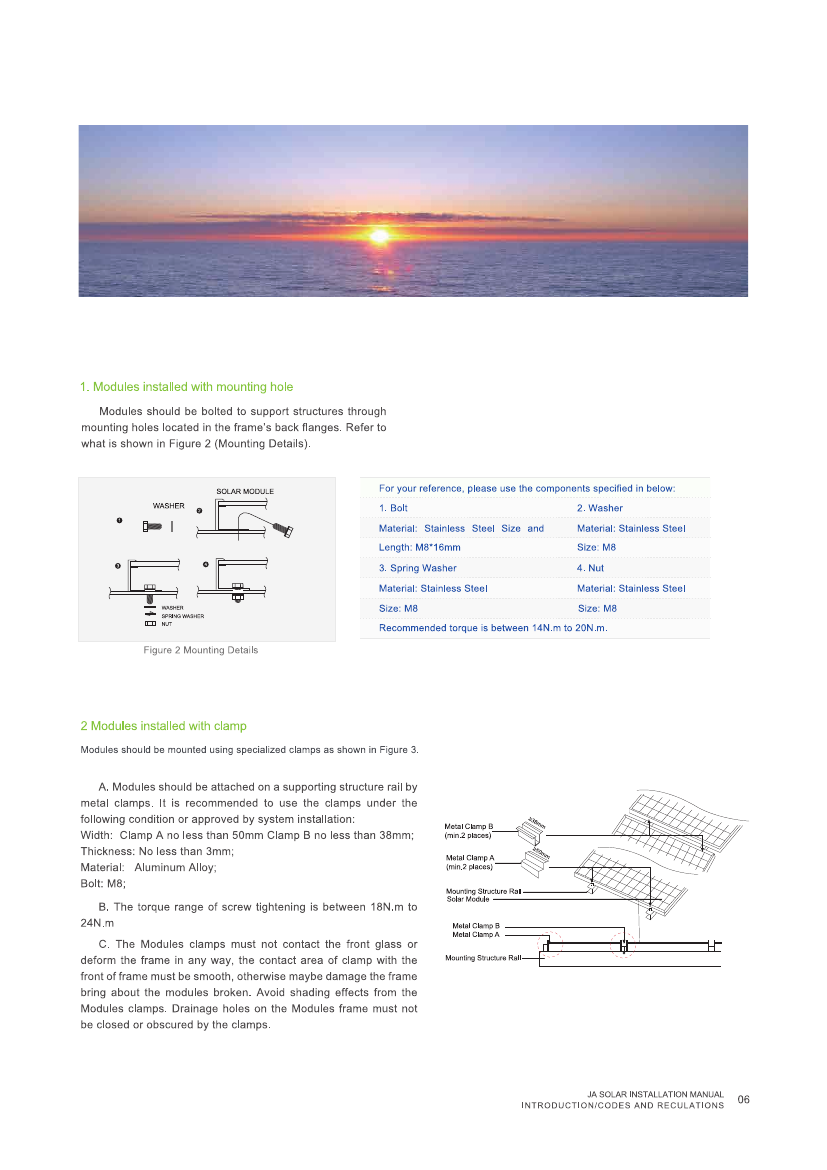 1. Modules installed with mounting hole
Modules should be bolted to support structures through
mounting holes located in the frame's back flanges. Refer to
what is shown in Figure 2 (Mounting Details).
SOLAR MODULE
WASHER
1
2
3
4
WASHER
SPRING WASHER
NUT
Figure 2 Mounting Details
For your reference, please use the components specified in below:
1. Bolt
2. Washer
Material: Stainless Steel Size and
Material: Stainless Steel
Length: M8*16mm
Size: M8
3. Spring Washer
4. Nut
Material: Stainless Steel
Material: Stainless Steel
Size: M8
Size: M8
Recommended torque is between 14N.m to 20N.m.
2 Modules installed with clamp
Modules should be mounted using specialized clamps as shown in Figure 3.
A. Modules should be attached on a supporting structure rail by
metal clamps. It is recommended to use the clamps under the
following condition or approved by system installation:
Width: Clamp A no less than 50mm Clamp B no less than 38mm;
Thickness: No less than 3mm;
Material: Aluminum Alloy;
Bolt: M8;
B. The torque range of screw tightening is between 18N.m to
24N.m
C. The Modules clamps must not contact the front glass or
deform the frame in any way, the contact area of clamp with the
front of frame must be smooth, otherwise maybe damage the frame
bring about the modules broken. Avoid shading effects from the
Modules clamps. Drainage holes on the Modules frame must not
be closed or obscured by the clamps.
≥38mm
Metal Clamp B
(min.2 places)
≥50mm
Metal Clamp A
(min,2 places)
Mounting Structure Rail
Solar Module
Metal Clamp B
Metal Clamp A
Mounting Structure Rail
JA SOLAR INSTALLATION MANUAL
INTRODUCTION/CODES AND RECULATIONS
06